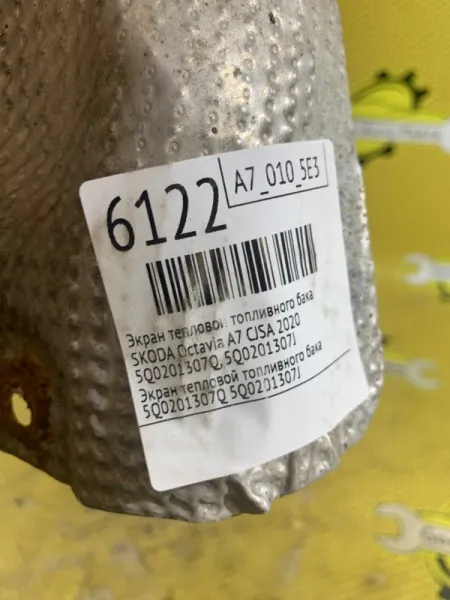 6122
A7_010_5E3
Экран тепловой топливного бака
SKODA Octavia A7 CJSA 2020
5Q0201307Q, 5Q0201307J
Экран тепловой топливного бака
5Q0201307Q 5Q0201307J